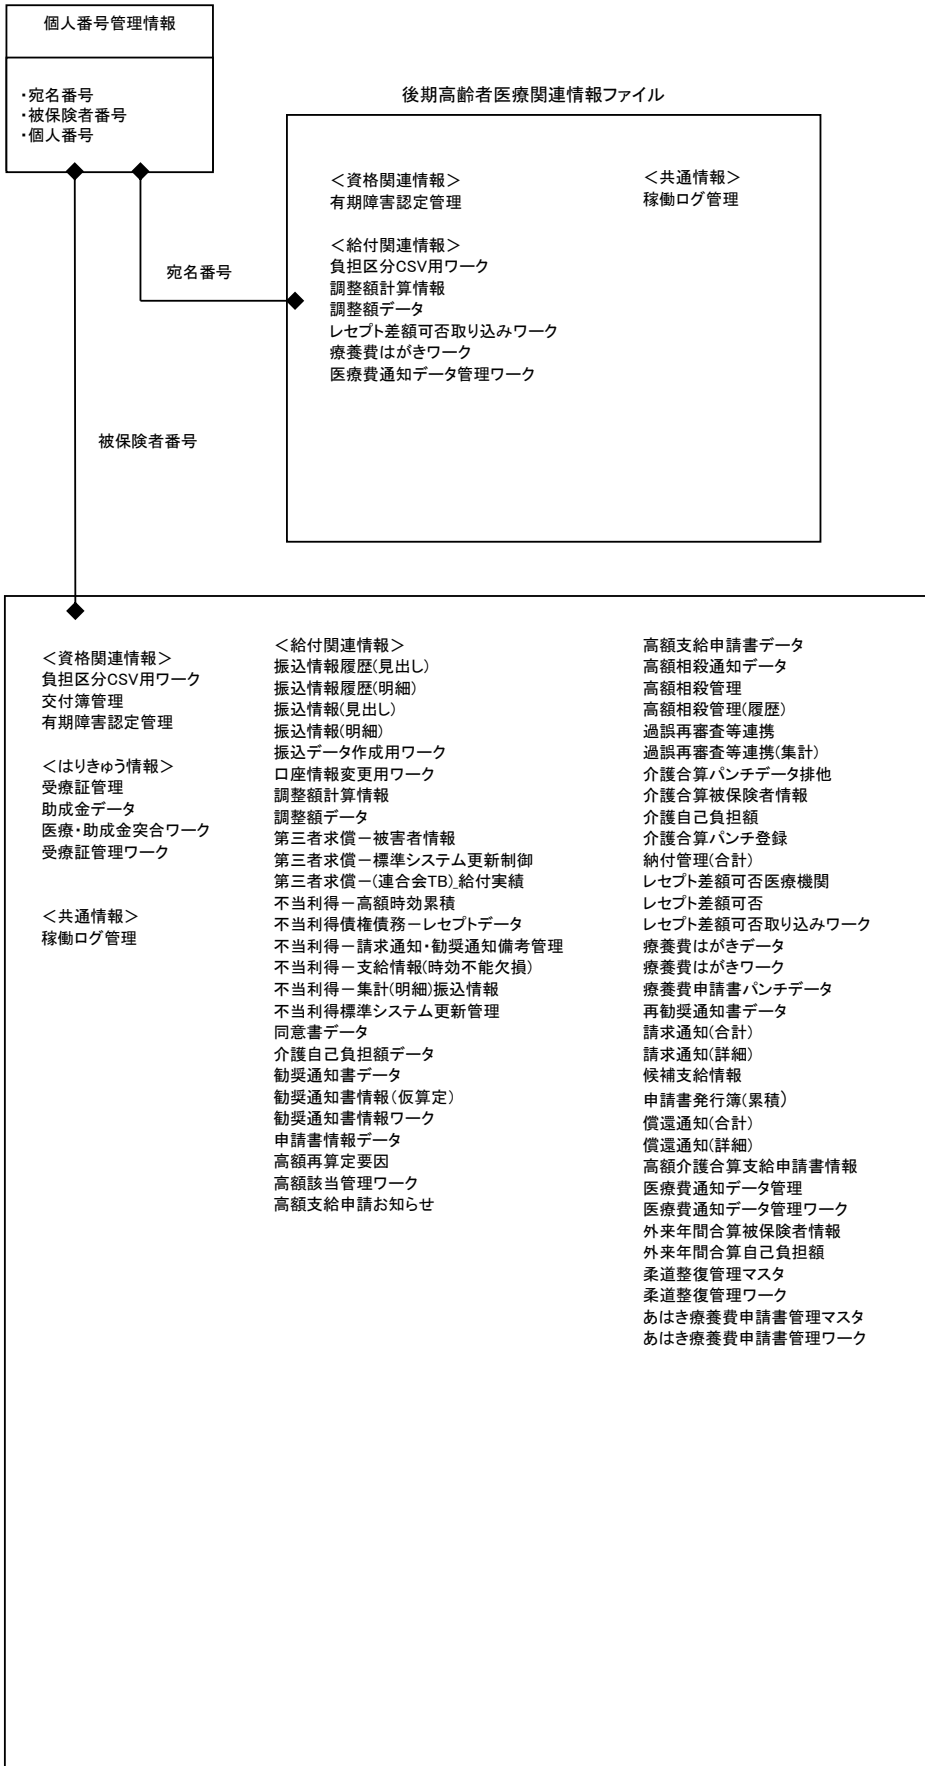 個人番号管理情報
・宛名番号
・被保険者番号
・個人番号
後期高齢者医療関連情報ファイル
＜資格関連情報＞
有期障害認定管理
＜給付関連情報＞
負担区分CSV用ワーク
調整額計算情報
調整額データ
レセプト差額可否取り込みワーク
療養費はがきワーク
医療費通知データ管理ワーク
＜共通情報＞
稼働ログ管理
宛名番号
被保険者番号
＜資格関連情報＞
負担区分CSV用ワーク
交付簿管理
有期障害認定管理
＜はりきゅう情報＞
受療証管理
助成金データ
医療・助成金突合ワーク
受療証管理ワーク
＜共通情報＞
稼働ログ管理
＜給付関連情報＞
振込情報履歴(見出し)
振込情報履歴(明細)
振込情報(見出し)
振込情報(明細)
振込データ作成用ワーク
口座情報変更用ワーク
調整額計算情報
調整額データ
第三者求償－被害者情報
第三者求償－標準システム更新制御
第三者求償－(連合会TB)_給付実績
不当利得－高額時効累積
不当利得債権債務－レセプトデータ
不当利得－請求通知・勧奨通知備考管理
不当利得－支給情報(時効不能欠損)
不当利得－集計(明細)振込情報
不当利得標準システム更新管理
同意書データ
介護自己負担額データ
勧奨通知書データ
勧奨通知書情報(仮算定)
勧奨通知書情報ワーク
申請書情報データ
高額再算定要因
高額該当管理ワーク
高額支給申請お知らせ
高額支給申請書データ
高額相殺通知データ
高額相殺管理
高額相殺管理(履歴)
過誤再審査等連携
過誤再審査等連携(集計)
介護合算パンチデータ排他
介護合算被保険者情報
介護自己負担額
介護合算パンチ登録
納付管理(合計)
レセプト差額可否医療機関
レセプト差額可否
レセプト差額可否取り込みワーク
療養費はがきデータ
療養費はがきワーク
療養費申請書パンチデータ
再勧奨通知書データ
請求通知(合計)
請求通知(詳細)
候補支給情報
申請書発行簿(累積）
償還通知(合計)
償還通知(詳細)
高額介護合算支給申請書情報
医療費通知データ管理
医療費通知データ管理ワーク
外来年間合算被保険者情報
外来年間合算自己負担額
柔道整復管理マスタ
柔道整復管理ワーク
あはき療養費申請書管理マスタ
あはき療養費申請書管理ワーク